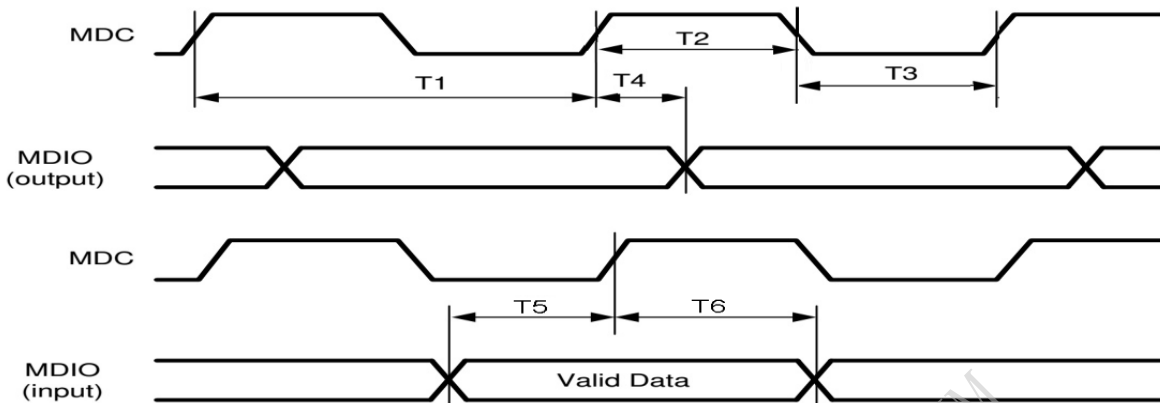 MDC
T1
T2
T3
T4
MDIO
(output)
MDC
T5
T6
MDIO
(input)
Valid Data